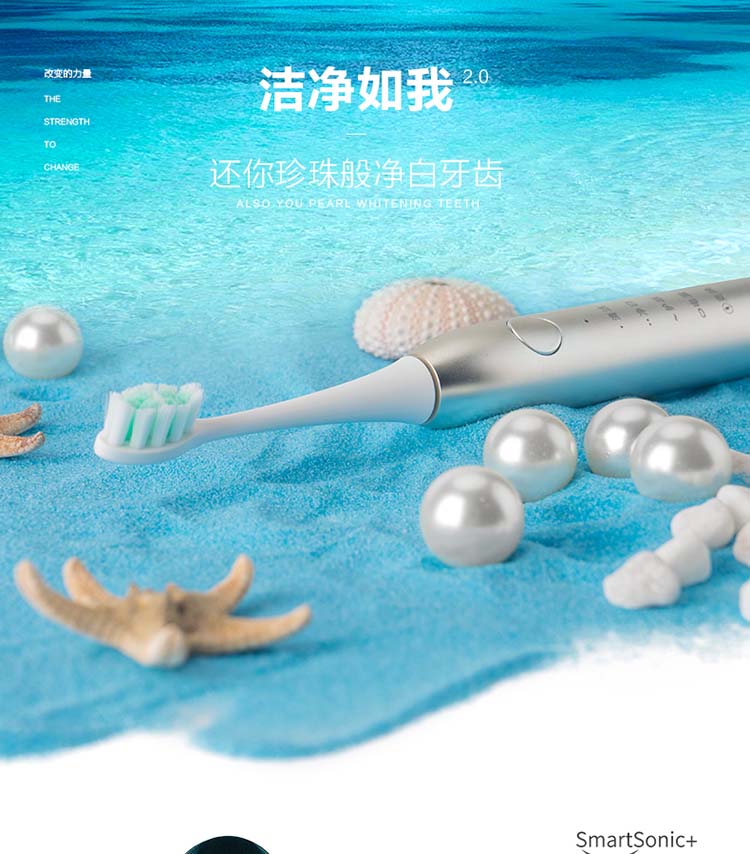 改变的力量
THE
STRENGTH
TO
CHANGE
洁净如我 2.0
还你珍珠般净白牙齿
ALSO YOU PEARL WHITENING TEETH
SmartSonic+